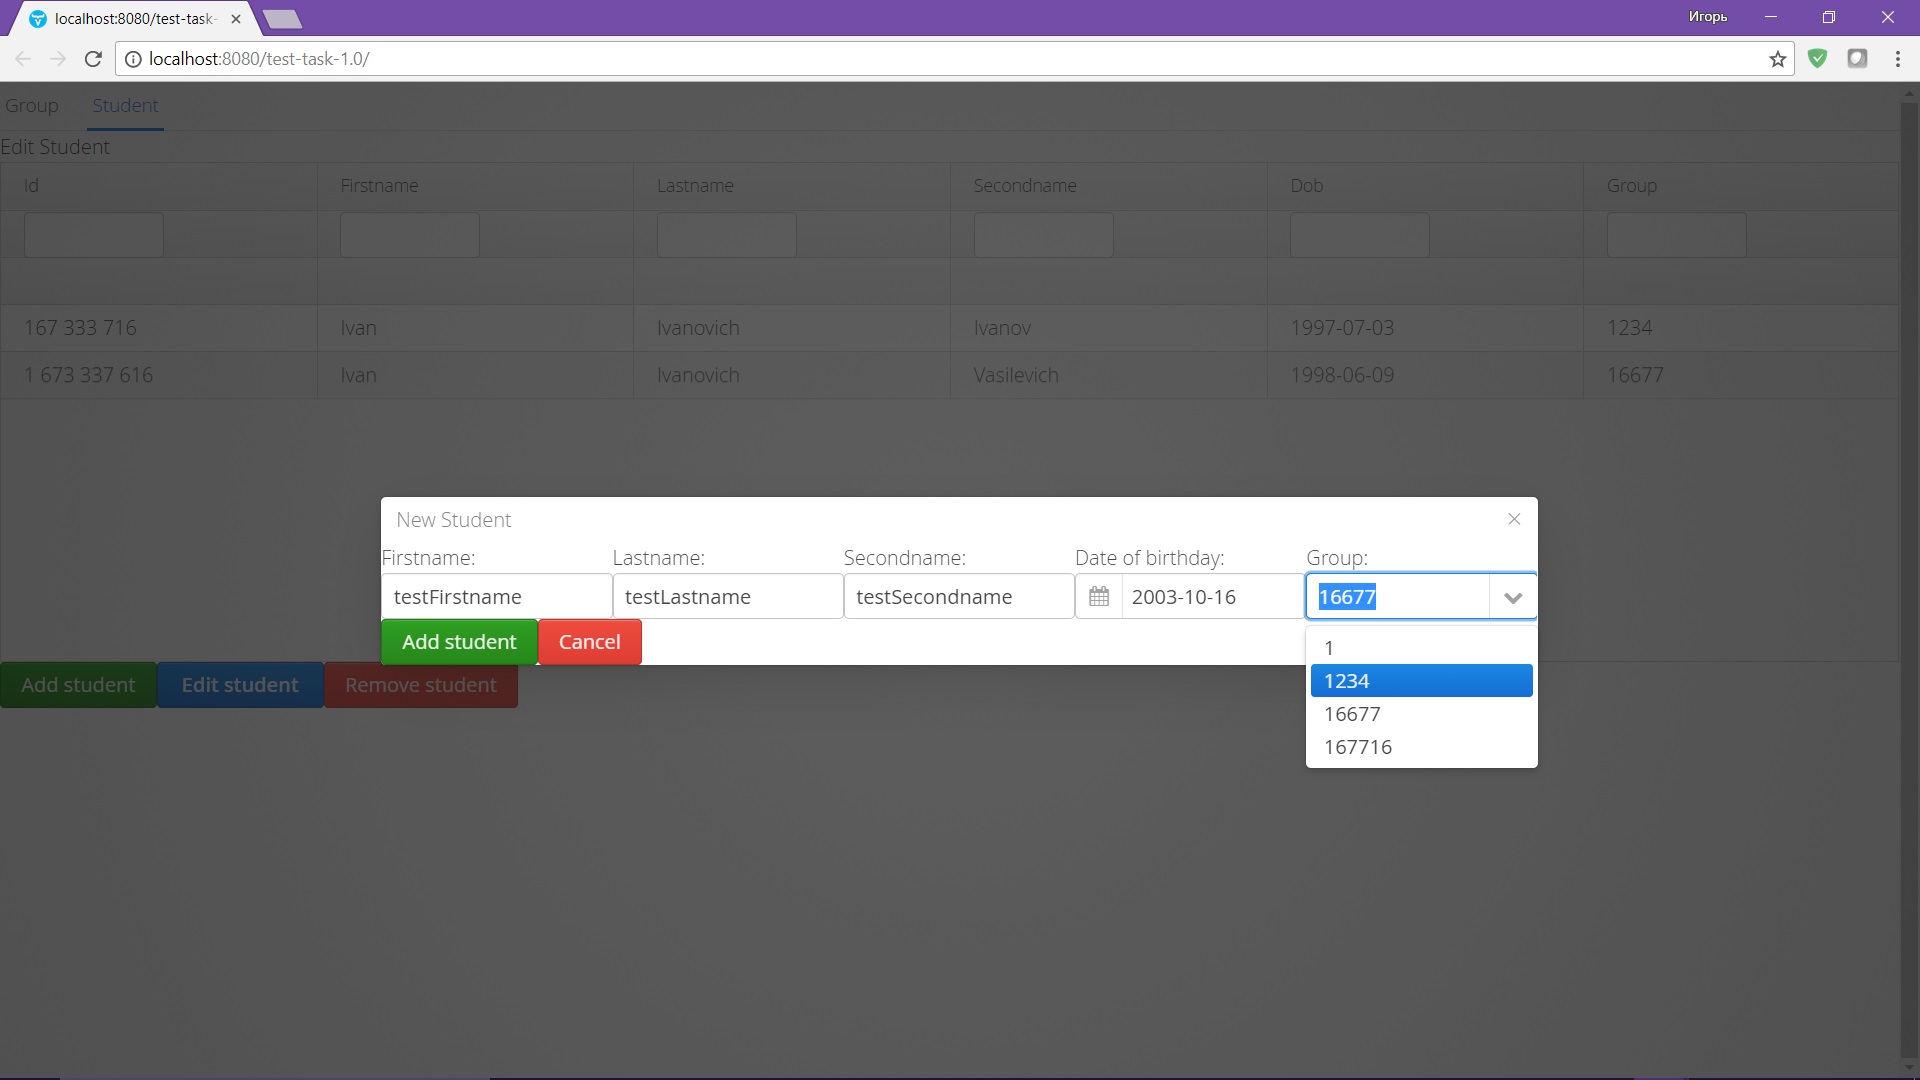 localhost:8080/test-task-
Игорь
localhost:8080/test-task-1.0/
Group Student
Edit Student
Id Firstname Lastname Secondname Dob Group
167 333 716 Ivan Ivanovich Ivanov 1997-07-03 1234
1 673 337 616 Ivan Ivanovich Vasilevich 1998-06-09 16677
New Student
Firstname: Lastname: Secondname: Date of birthday: Group:
testFirstname testLastname testSecondname 2003-10-16 16677
Add student Cancel
1
1234
16677
167716
Add student Edit student Remove student